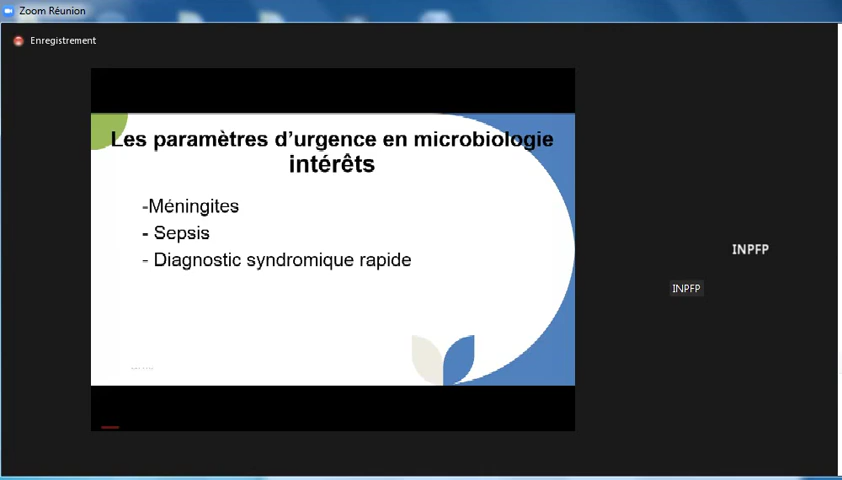 Zoom Réunion
Enregistrement
Les paramètres d'urgence en microbiologie
intérêts
-Méningites
- Sepsis
- Diagnostic syndromique rapide
INPFP
INPFP